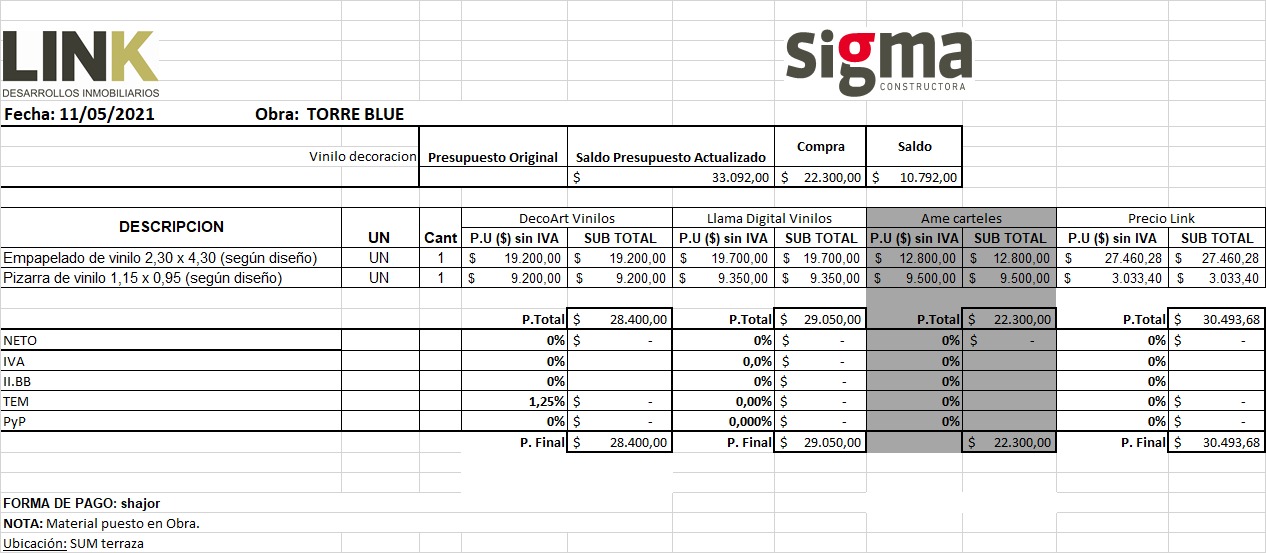 LINK
DESARROLLOS INMOBILIARIOS
sigma
CONSTRUCTORA
Fecha: 11/05/2021 Obra: TORRE BLUE
Vinilo decoracion Presupuesto Original Saldo Presupuesto Actualizado Compra Saldo
$ 33.092,00 $ 22.300,00 $ 10.792,00
DESCRIPCION UN Cant DecoArt Vinilos Llama Digital Vinilos Ame carteles Precio Link
P.U ($) sin IVA SUB TOTAL P.U ($) sin IVA SUB TOTAL P.U ($) sin IVA SUB TOTAL P.U ($) sin IVA SUB TOTAL
Empapelado de vinilo 2,30 x 4,30 (según diseño) UN 1 $ 19.200,00 $ 19.200,00 $ 19.700,00 $ 19.700,00 $ 12.800,00 $ 12.800,00 $ 27.460,28 $ 27.460,28
Pizarra de vinilo 1,15 x 0,95 (según diseño) UN 1 $ 9.200,00 $ 9.200,00 $ 9.350,00 $ 9.350,00 $ 9.500,00 $ 9.500,00 $ 3.033,40 $ 3.033,40
P.Total $ 28.400,00 P.Total $ 29.050,00 P.Total $ 22.300,00 P.Total $ 30.493,68
NETO 0% $ - 0% $ - 0% $ - 0% $ -
IVA 0% 0,0% $ - 0% 0%
II.BB 0% 0% $ - 0% 0%
TEM 1,25% $ - 0,00% $ - 0% 0% $ -
PyP 0% $ - 0,000% $ - 0% 0% $ -
P. Final $ 28.400,00 P. Final $ 29.050,00 $ 22.300,00 P. Final $ 30.493,68
FORMA DE PAGO: shajor
NOTA: Material puesto en Obra.
Ubicación: SUM terraza